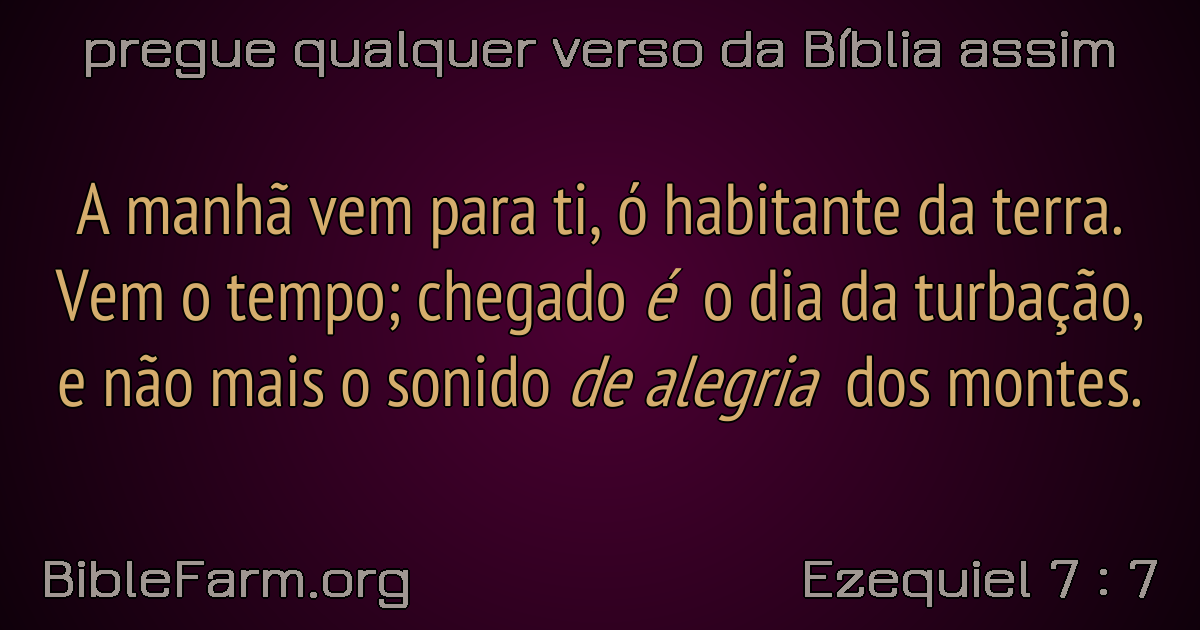 pregue qualquer verso da Bíblia assim
A manhã vem para ti, ó habitante da terra.
Vem o tempo; chegado é o dia da turbação,
e não mais o sonido de alegria dos montes.
BibleFarm.org
Ezequiel 7 : 7